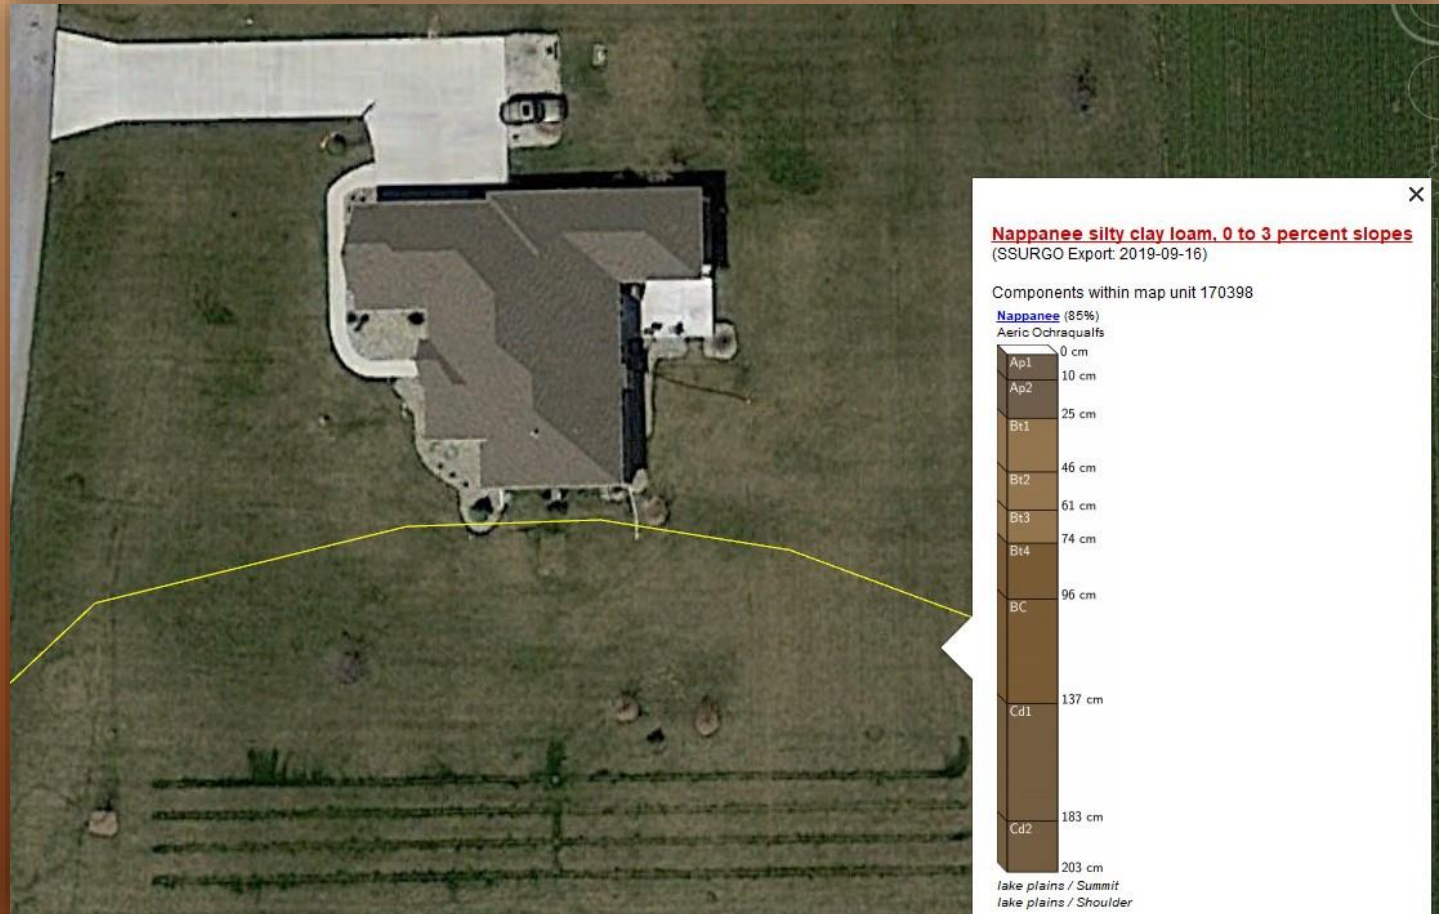 ×
Nappanee silty clay loam, 0 to 3 percent slopes
(SSURGO Export: 2019-09-16)
Components within map unit 170398
Nappanee (85%)
Aeric Ochraqualfs
0 cm
Ap1
10 cm
Ap2
25 cm
Bt1
46 cm
Bt2
61 cm
Bt3
74 cm
Bt4
96 cm
BC
137 cm
Cd1
183 cm
Cd2
203 cm
lake plains / Summit
lake plains / Shoulder